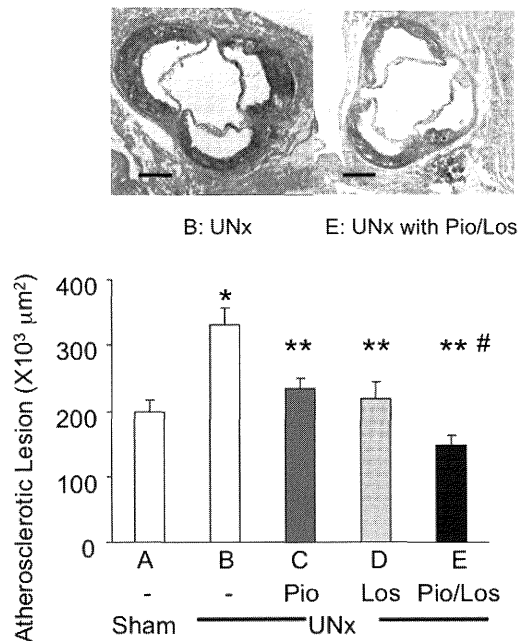 B: UNx E: UNx with Pio/Los
Atherosclerotic Lesion (X10³ μm²)
400
300
200
100
0
* ** ** ** #
A B C D E
- - Pio Los Pio/Los
Sham UNx